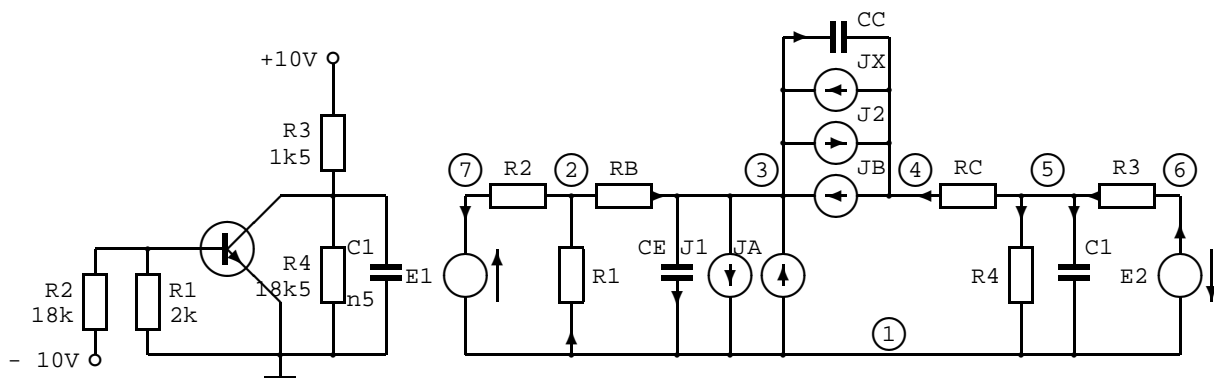 +10V
R3
1k5
R2
18k
R1
2k
R4
18k5
C1
n5
- 10V
CC
JX
J2
JB
7
R2
2
RB
3
4
RC
5
R3
6
E1
R1
CE
J1
JA
R4
C1
E2
1